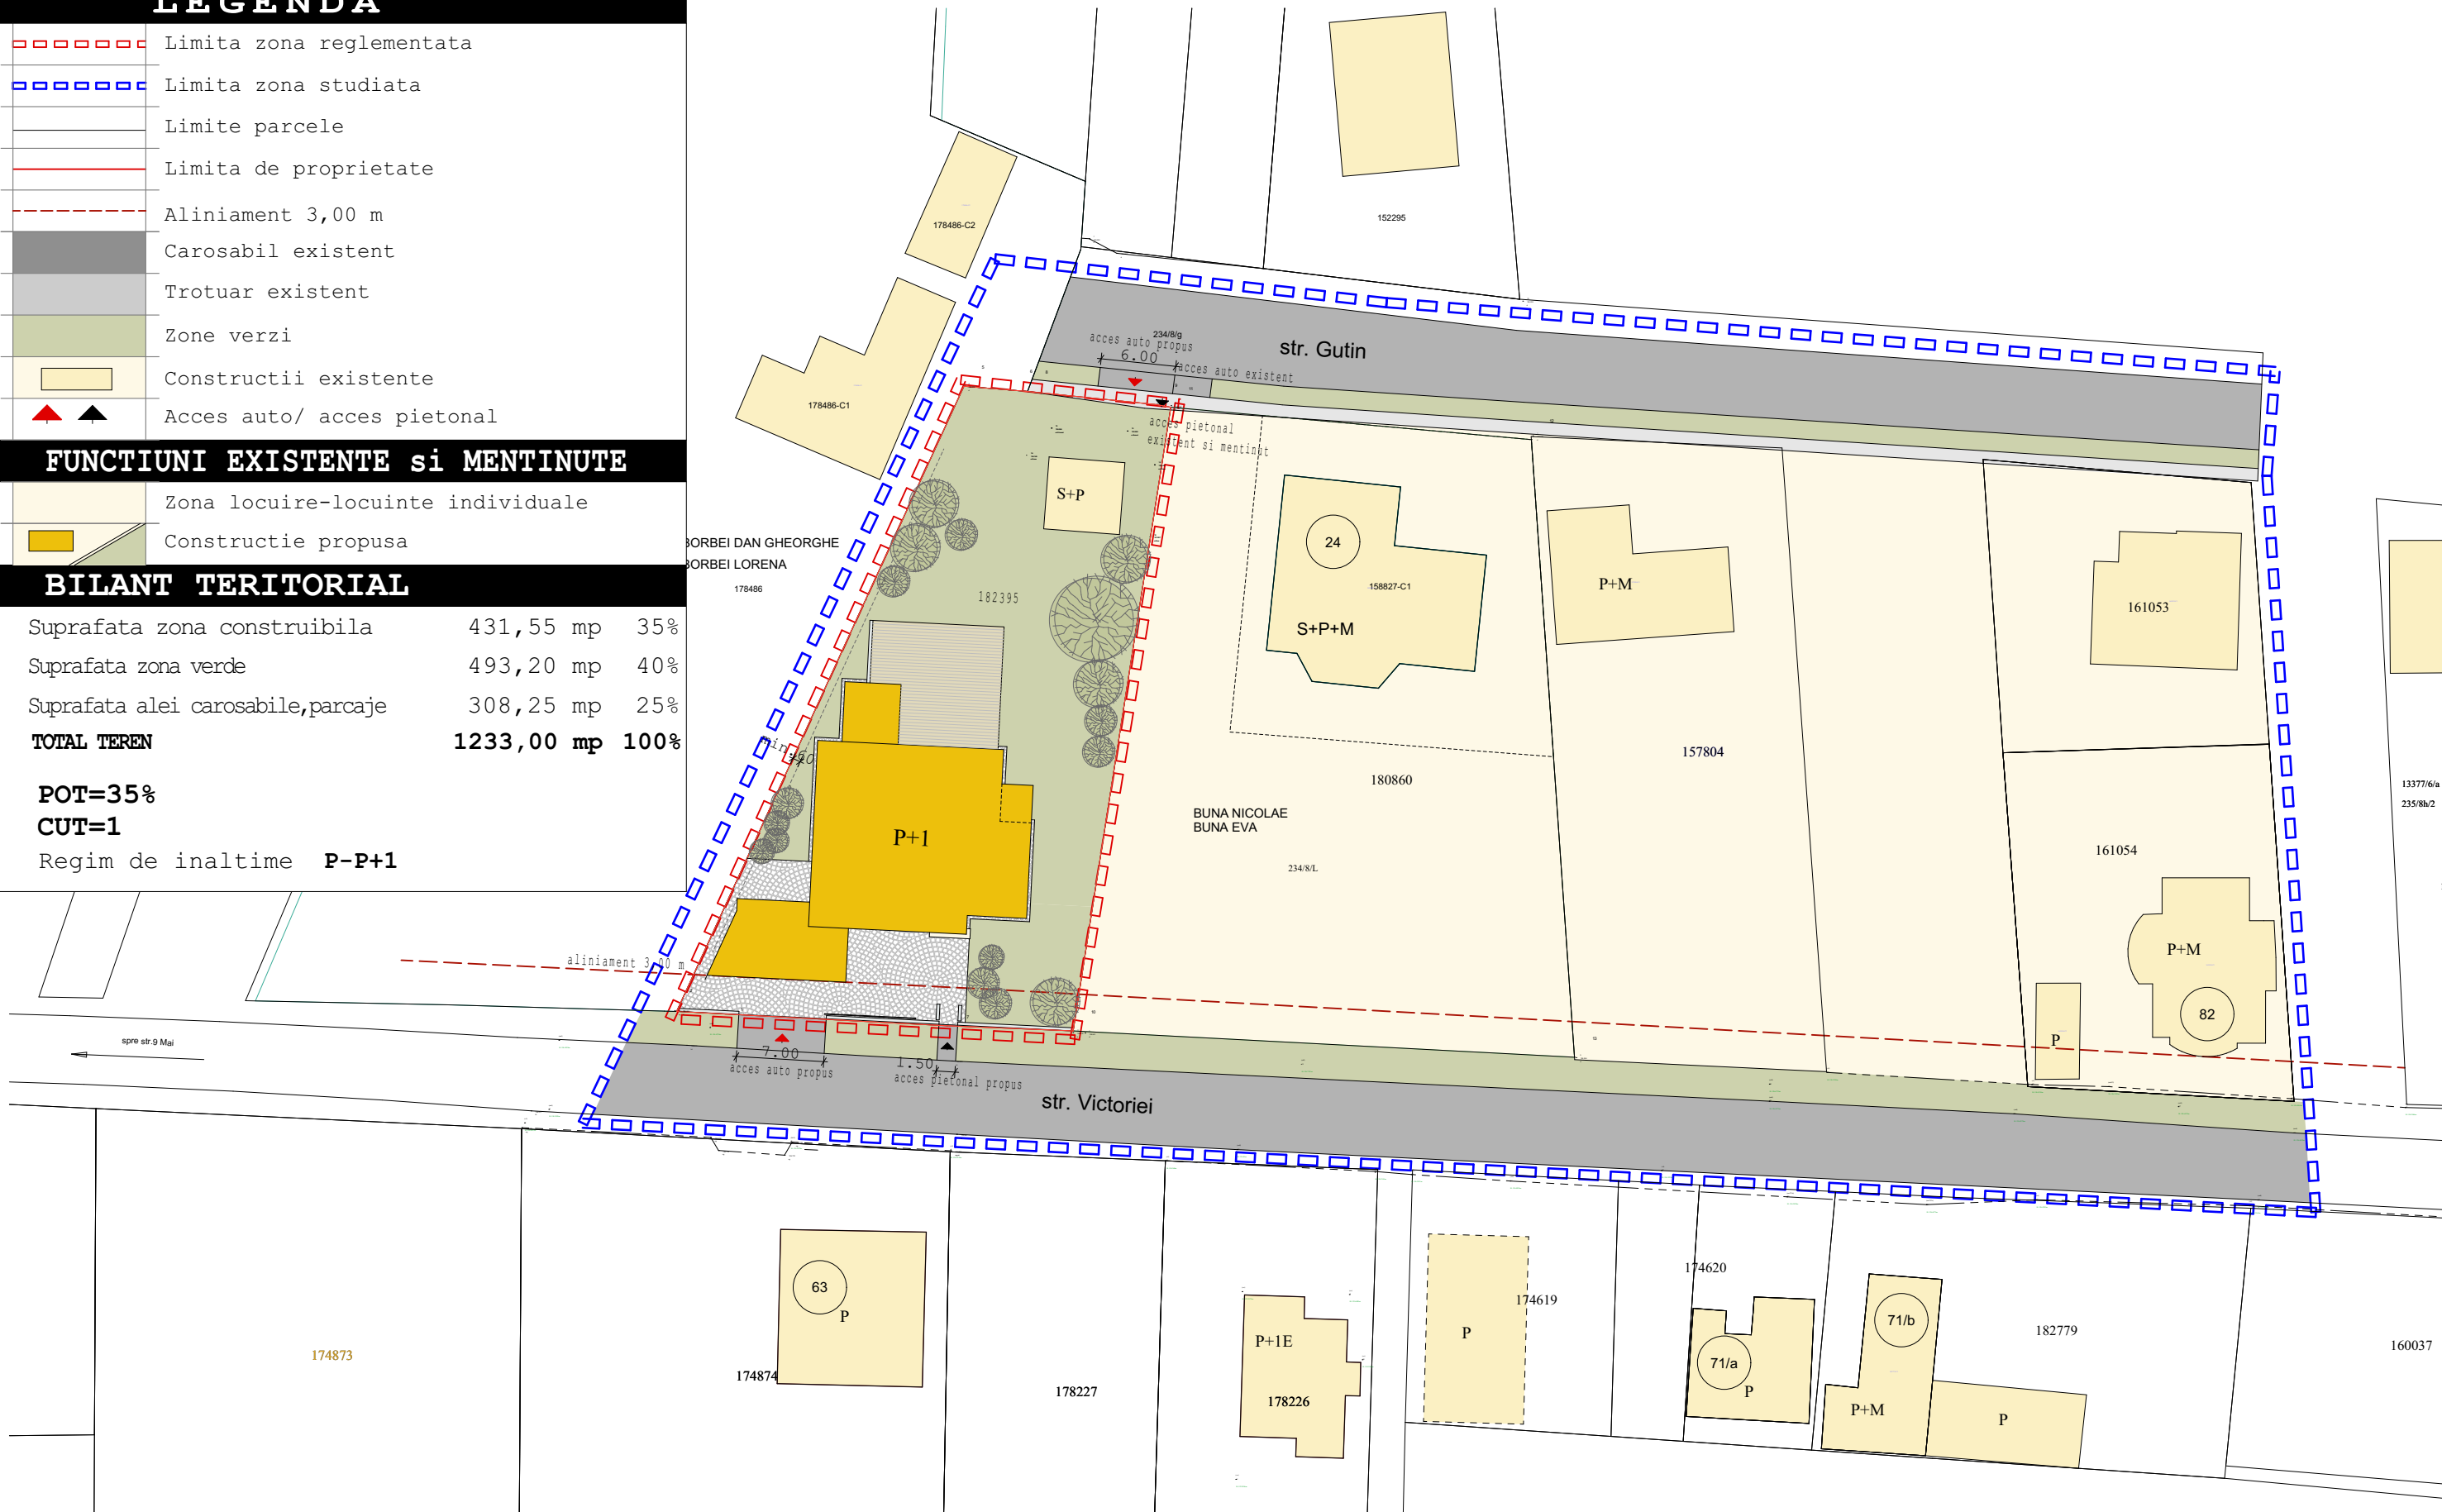 LEGENDA
Limita zona reglementata
Limita zona studiata
Limite parcele
Limita de proprietate
Aliniament 3,00 m
Carosabil existent
Trotuar existent
Zone verzi
Constructii existente
Acces auto/ acces pietonal
FUNCTIUNI EXISTENTE si MENTINUTE
Zona locuire-locuinte individuale
Constructie propusa
BILANT TERITORIAL
Suprafata zona construibila 431,55 mp 35%
Suprafata zona verde 493,20 mp 40%
Suprafata alei carosabile,parcaje 308,25 mp 25%
TOTAL TEREN 1233,00 mp 100%
POT=35%
CUT=1
Regim de inaltime P-P+1
178486-C2
152295
178486-C1
234/8/g
acces auto propus
6.00
acces auto existent
str. Gutin
acces pietonal
existent si mentinut
S+P
BORBEI DAN GHEORGHE
BORBEI LORENA
178486
182395
24
158827-C1
S+P+M
P+M
161053
157804
180860
13377/6/a
235/8h/2
P+1
BUNA NICOLAE
BUNA EVA
234/8/L
161054
P+M
82
P
aliniament 3,00 m
spre str.9 Mai
7.00
acces auto propus
1.50
acces pietonal propus
str. Victoriei
63
P
174873
174874
178227
P+1E
178226
P
174619
174620
71/a
P
71/b
P+M
P
182779
160037